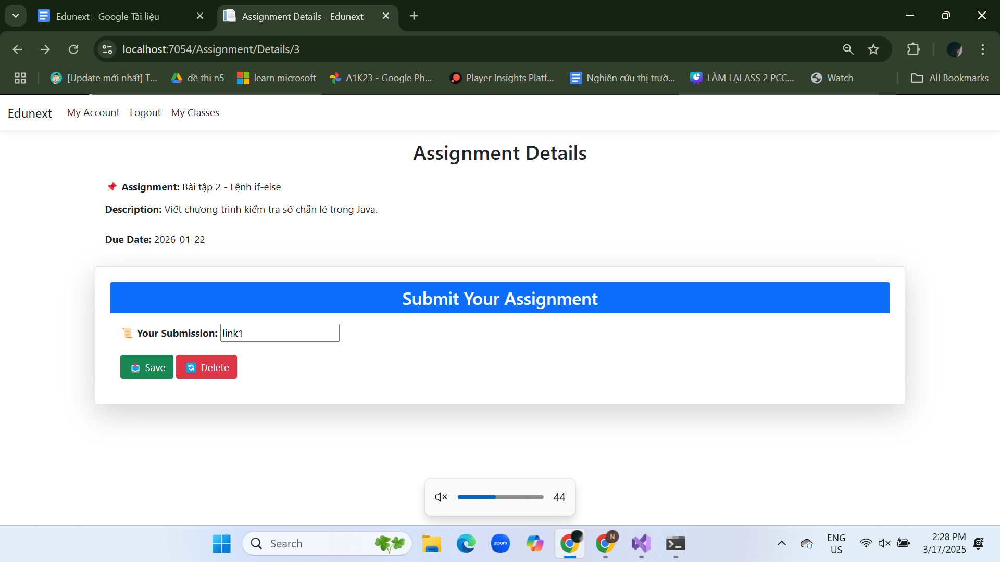 Edunext - Google Tài liệu
Assignment Details - Edunext
localhost:7054/Assignment/Details/3
[Update mới nhất] T...
đề thi n5
learn microsoft
A1K23 - Google Ph...
Player Insights Platf...
Nghiên cứu thị trườ...
LÀM LẠI ASS 2 PCC...
Watch
All Bookmarks
Edunext My Account Logout My Classes
Assignment Details
Assignment: Bài tập 2 - Lệnh if-else
Description: Viết chương trình kiểm tra số chẵn lẻ trong Java.
Due Date: 2026-01-22
Submit Your Assignment
Your Submission: link1
Save Delete
44
Search
zoom
N
ENG
US
2:28 PM
3/17/2025